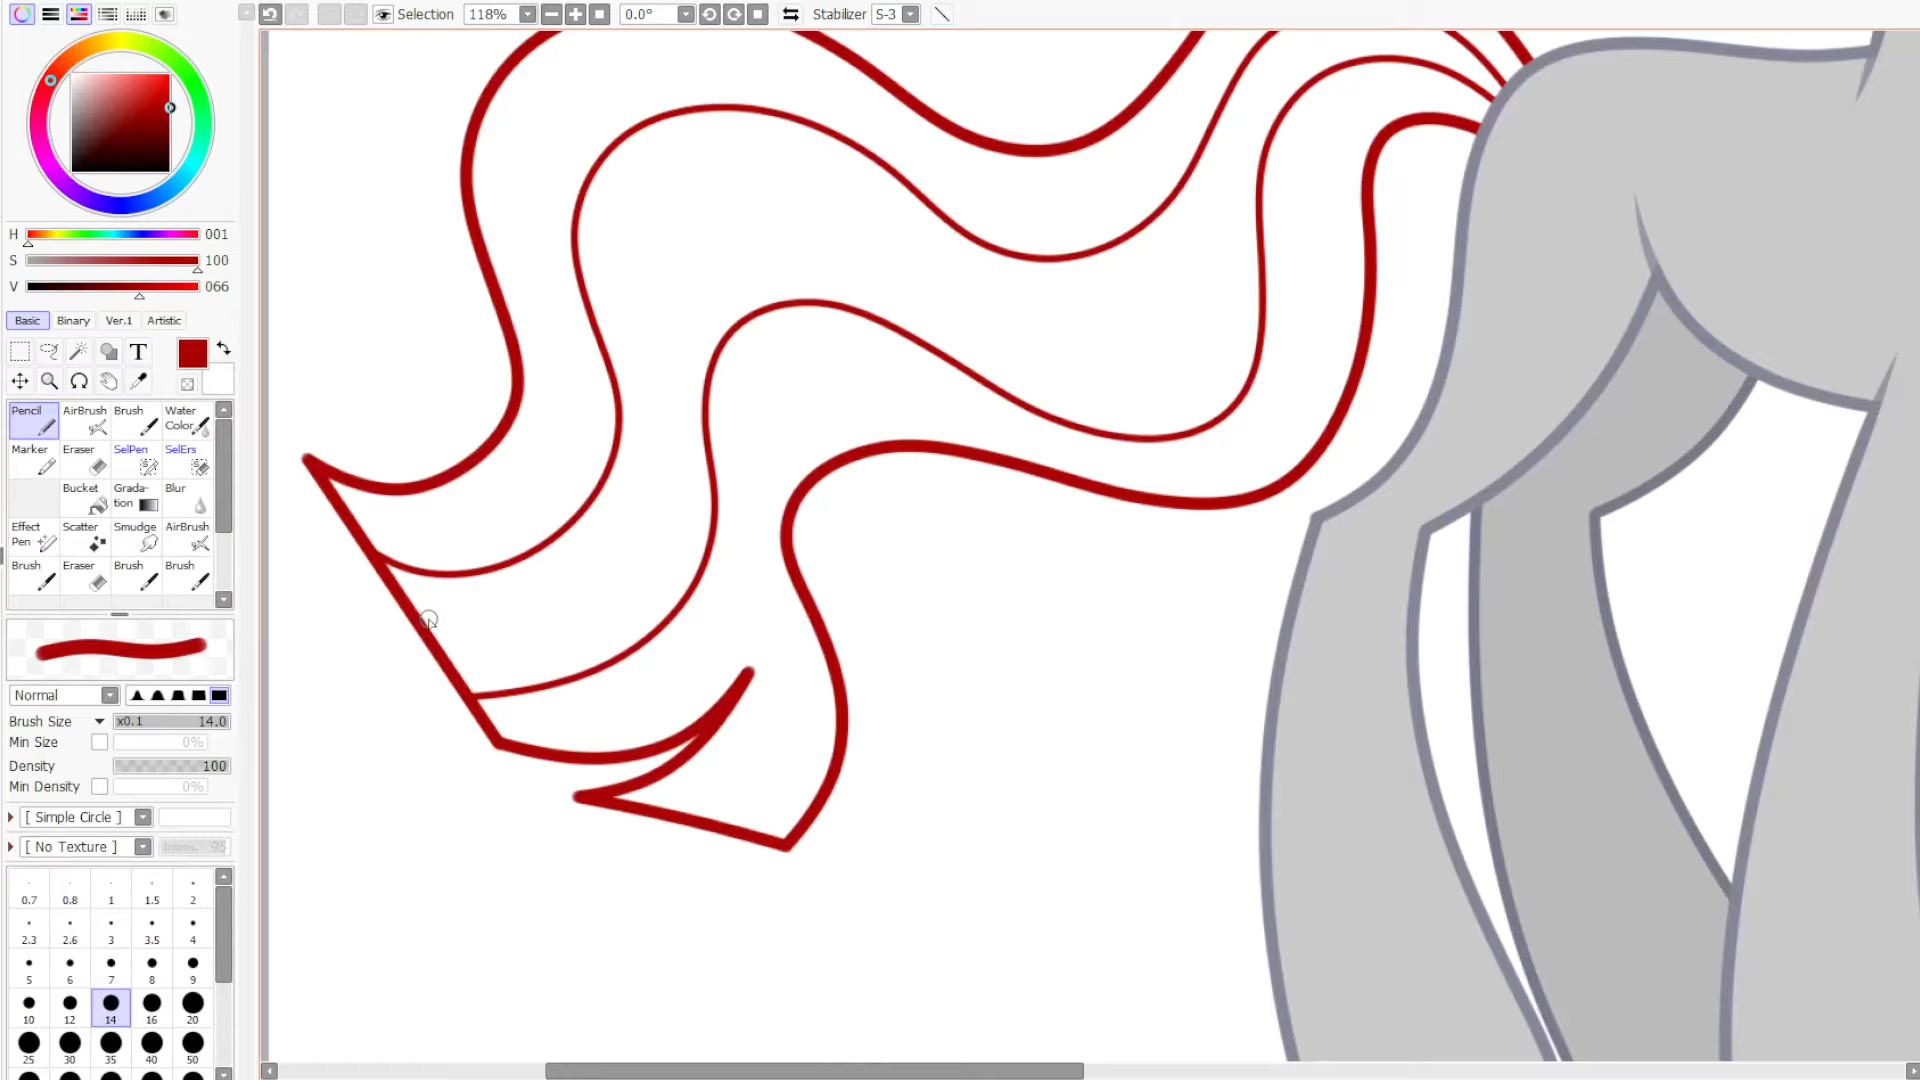 Selection 118% 0.0° Stabilizer S-3
H 001
S 100
V 066
Basic Binary Ver.1 Artistic
T
Pencil AirBrush Brush Water Color
Marker Eraser SelPen SelErs
Bucket Grada-tion Blur
Effect Pen Scatter Smudge AirBrush
Brush Eraser Brush Brush
Normal
Brush Size x0.1 14.0
Min Size 0%
Density 100
Min Density 0%
[ Simple Circle ]
[ No Texture ] 95
0.7 0.8 1 1.5 2
2.3 2.6 3 3.5 4
5 6 7 8 9
10 12 14 16 20
25 30 35 40 50